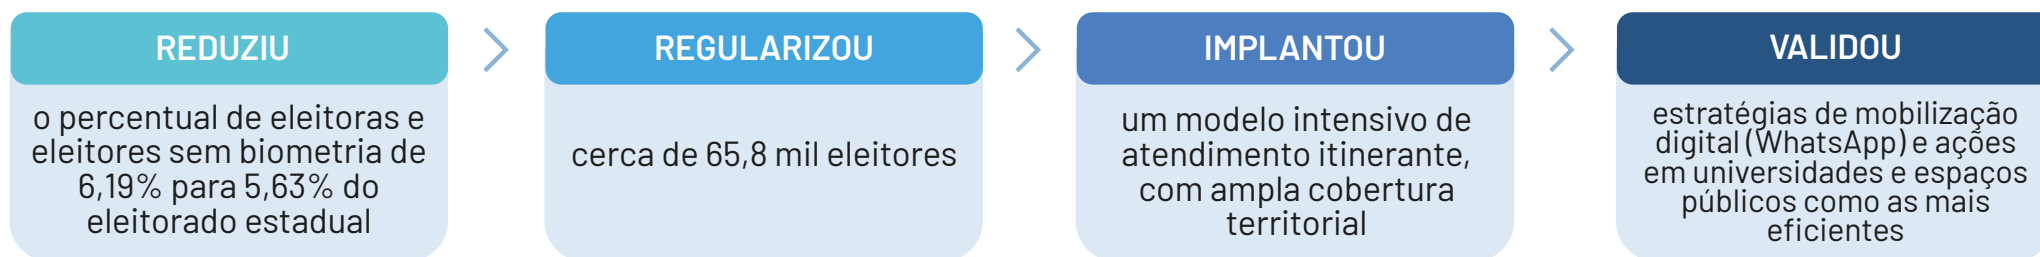 REDUZIU
o percentual de eleitoras e
eleitores sem biometria de
6,19% para 5,63% do
eleitorado estadual
REGULARIZOU
cerca de 65,8 mil eleitores
IMPLANTOU
um modelo intensivo de
atendimento itinerante,
com ampla cobertura
territorial
VALIDOU
estratégias de mobilização
digital (WhatsApp) e ações
em universidades e espaços
públicos como as mais
eficientes